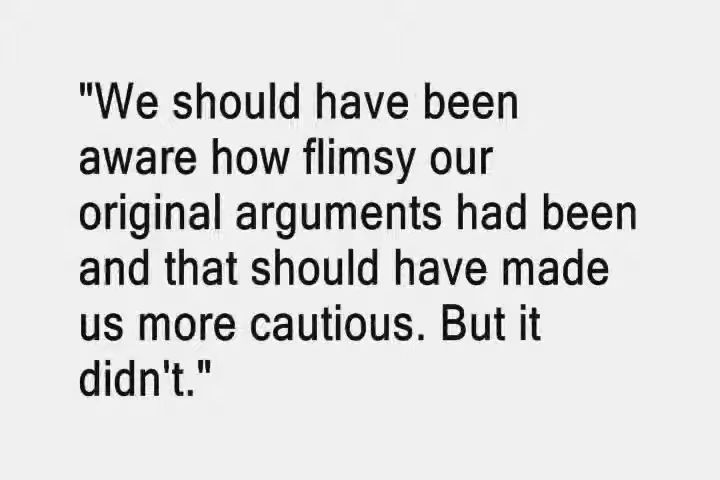 "We should have been
aware how flimsy our
original arguments had been
and that should have made
us more cautious. But it
didn't."